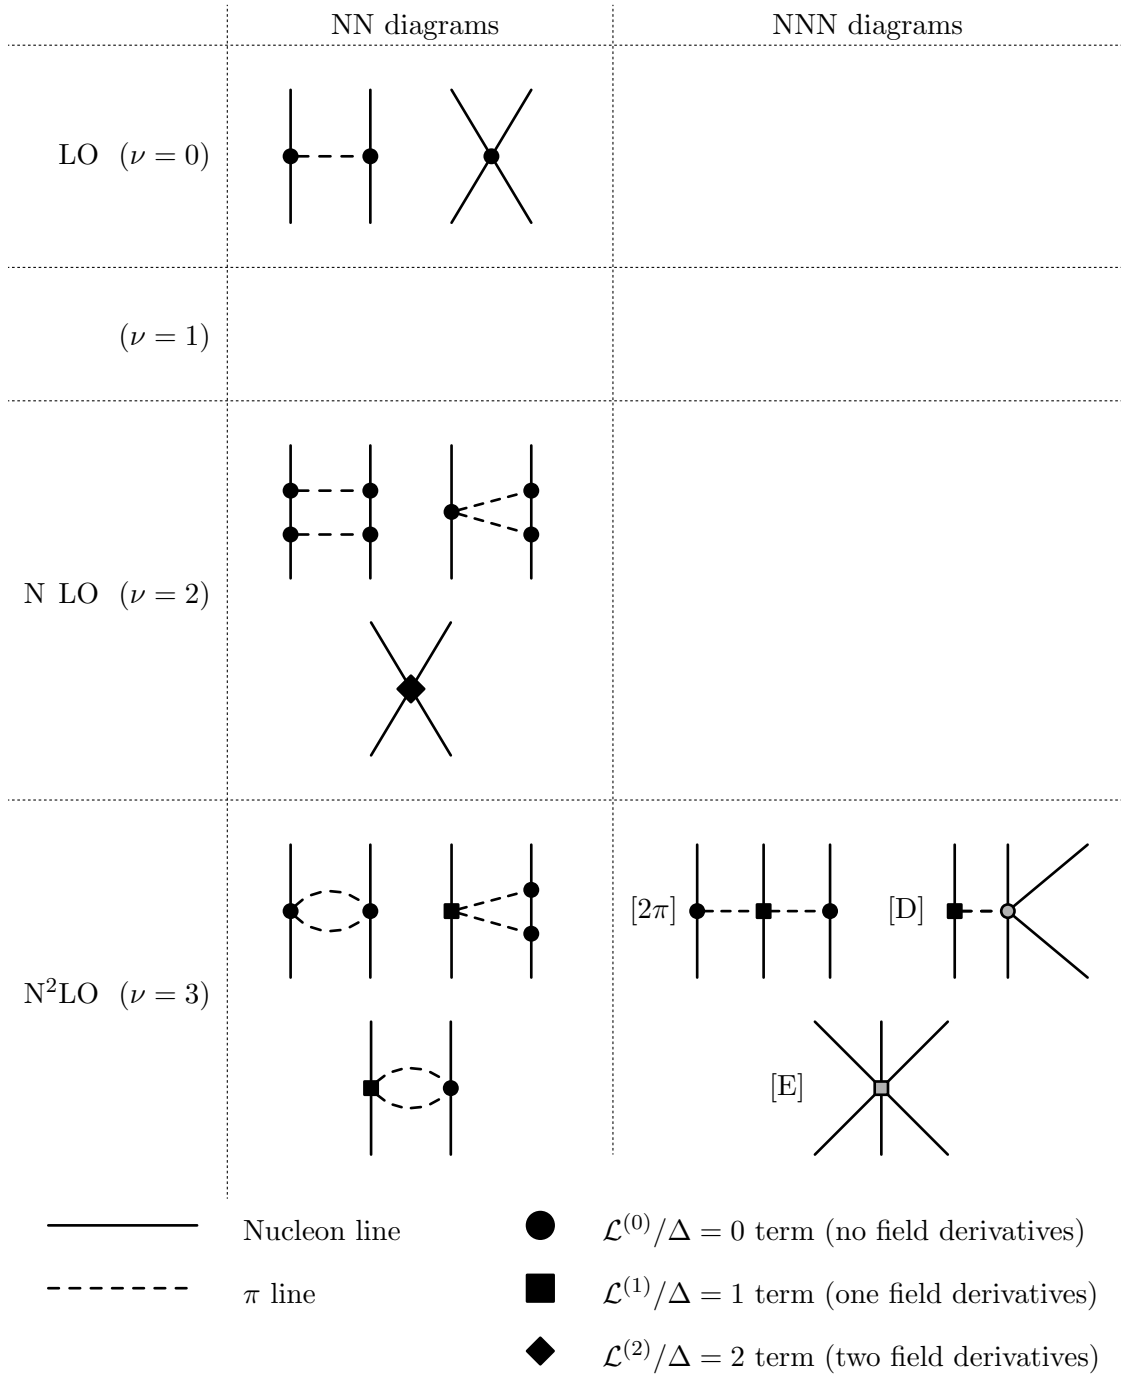 NN diagrams NNN diagrams
LO (ν = 0)
(ν = 1)
N LO (ν = 2)
[2π] [D]
N²LO (ν = 3)
[E]
Nucleon line 𝓛⁽⁰⁾/Δ = 0 term (no field derivatives)
π line 𝓛⁽¹⁾/Δ = 1 term (one field derivatives)
𝓛⁽²⁾/Δ = 2 term (two field derivatives)